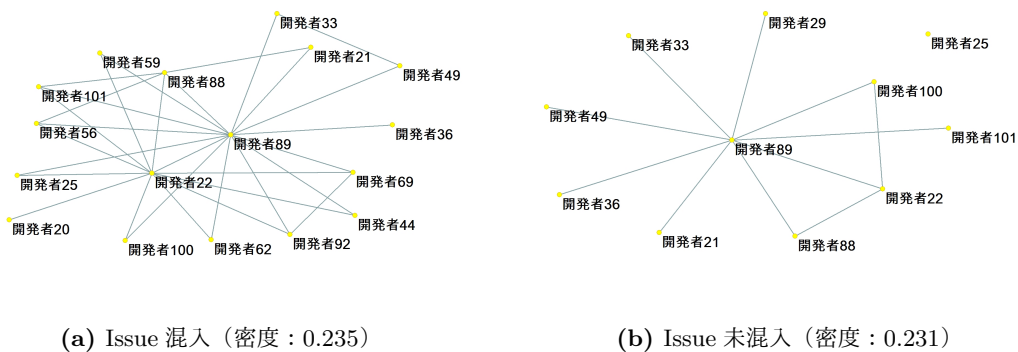 開発者33
開発者21
開発者59
開発者49
開発者88
開発者101
開発者56
開発者36
開発者89
開発者25
開発者22
開発者69
開発者20
開発者44
開発者100
開発者62
開発者92
(a) Issue 混入（密度：0.235）
開発者29
開発者33
開発者25
開発者100
開発者49
開発者101
開発者89
開発者22
開発者36
開発者21
開発者88
(b) Issue 未混入（密度：0.231）